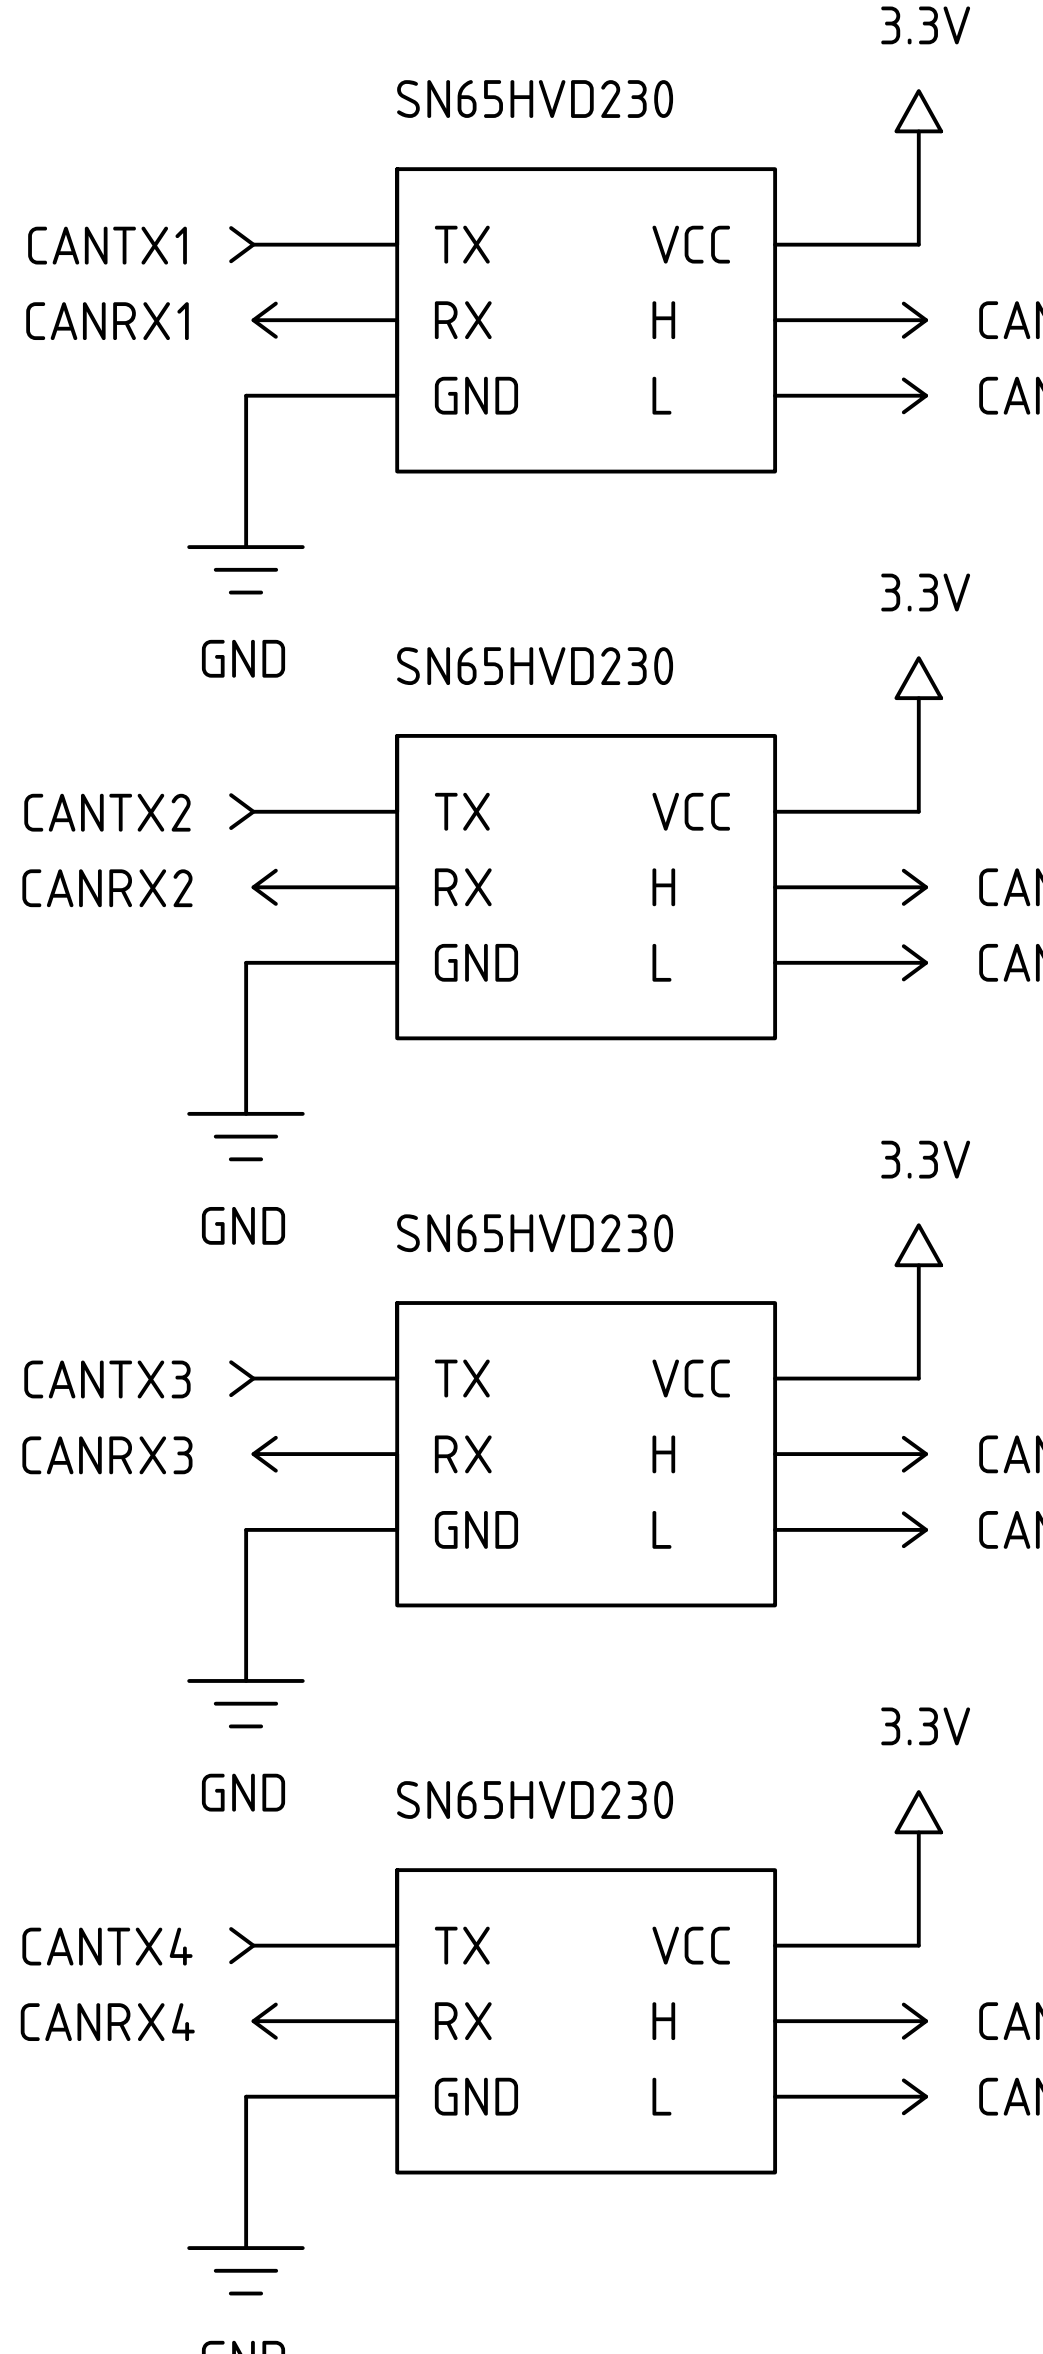 3.3V
SN65HVD230
CANTX1 TX VCC
CANRX1 RX H
GND L
GND
3.3V
SN65HVD230
CANTX2 TX VCC
CANRX2 RX H
GND L
GND
3.3V
SN65HVD230
CANTX3 TX VCC
CANRX3 RX H
GND L
GND
3.3V
SN65HVD230
CANTX4 TX VCC
CANRX4 RX H
GND L